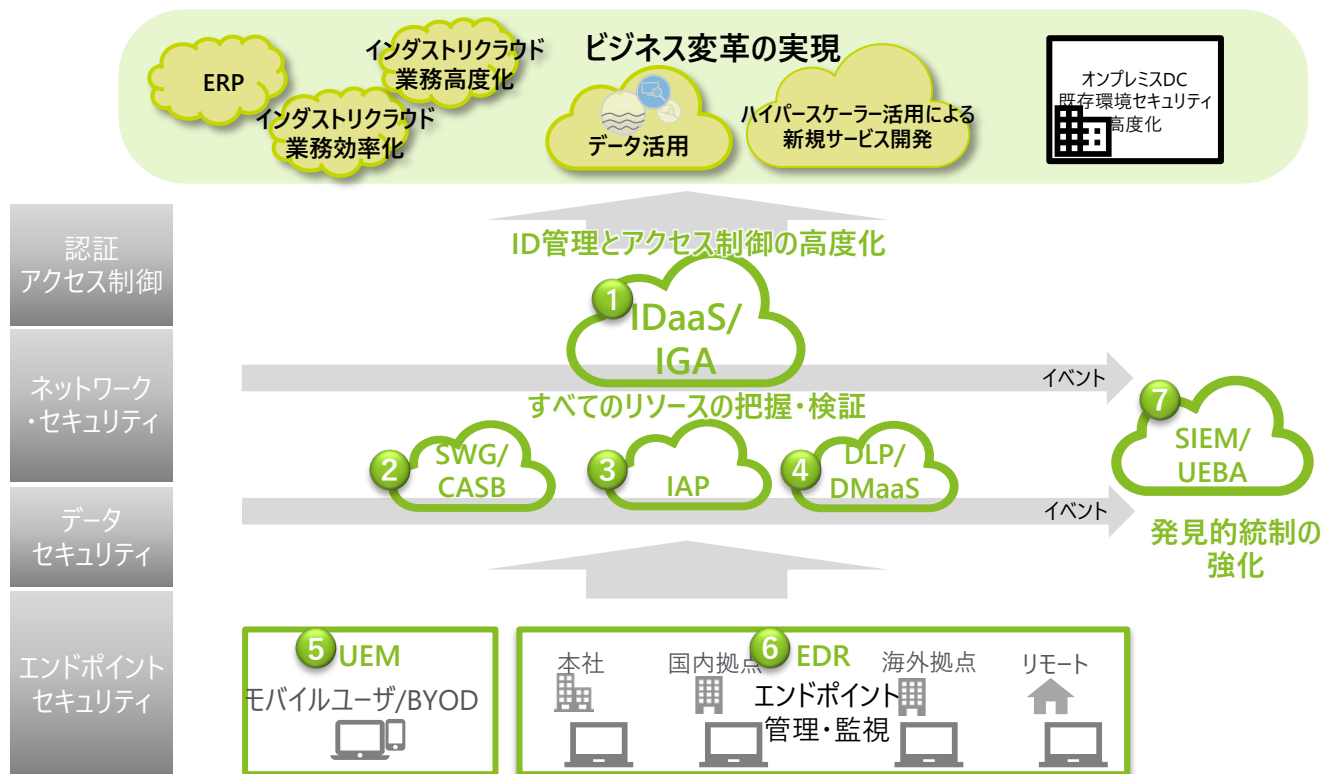 ビジネス変革の実現
ERP
インダストリクラウド
業務高度化
インダストリクラウド
業務効率化
データ活用
ハイパースケーラー活用による
新規サービス開発
オンプレミスDC
既存環境セキュリティ
高度化
認証
アクセス制御
ID管理とアクセス制御の高度化
1
IDaaS/
IGA
ネットワーク
・セキュリティ
イベント
すべてのリソースの把握・検証
2
SWG/
CASB
3
IAP
4
DLP/
DMaaS
7
SIEM/
UEBA
データ
セキュリティ
イベント
発見的統制の
強化
エンドポイント
セキュリティ
5
UEM
モバイルユーザ/BYOD
6
EDR
本社
国内拠点
海外拠点
リモート
エンドポイント
管理・監視